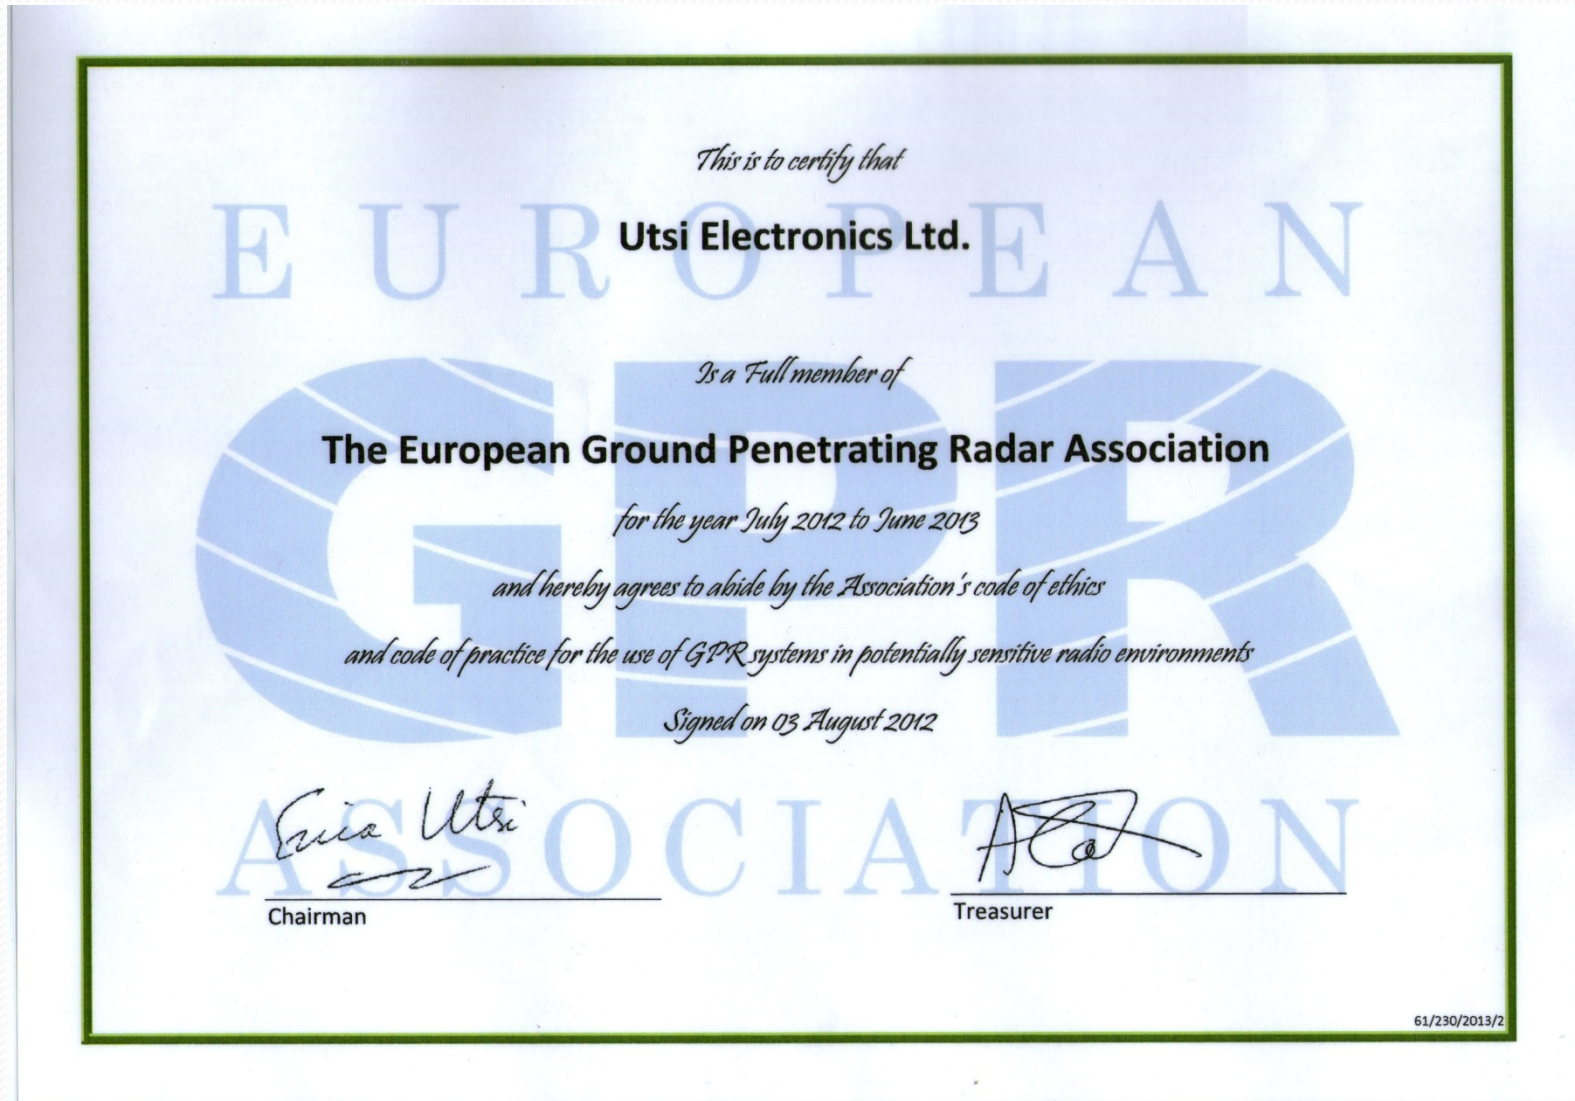 This is to certify that
EUROPEAN
Utsi Electronics Ltd.
Is a Full member of
GPR
The European Ground Penetrating Radar Association
for the year July 2012 to June 2013
and hereby agrees to abide by the Association's code of ethics
and code of practice for the use of GPR systems in potentially sensitive radio environments
Signed on 03 August 2012
ASSOCIATION
Erica Utsi
Chairman
Treasurer
61/230/2013/2